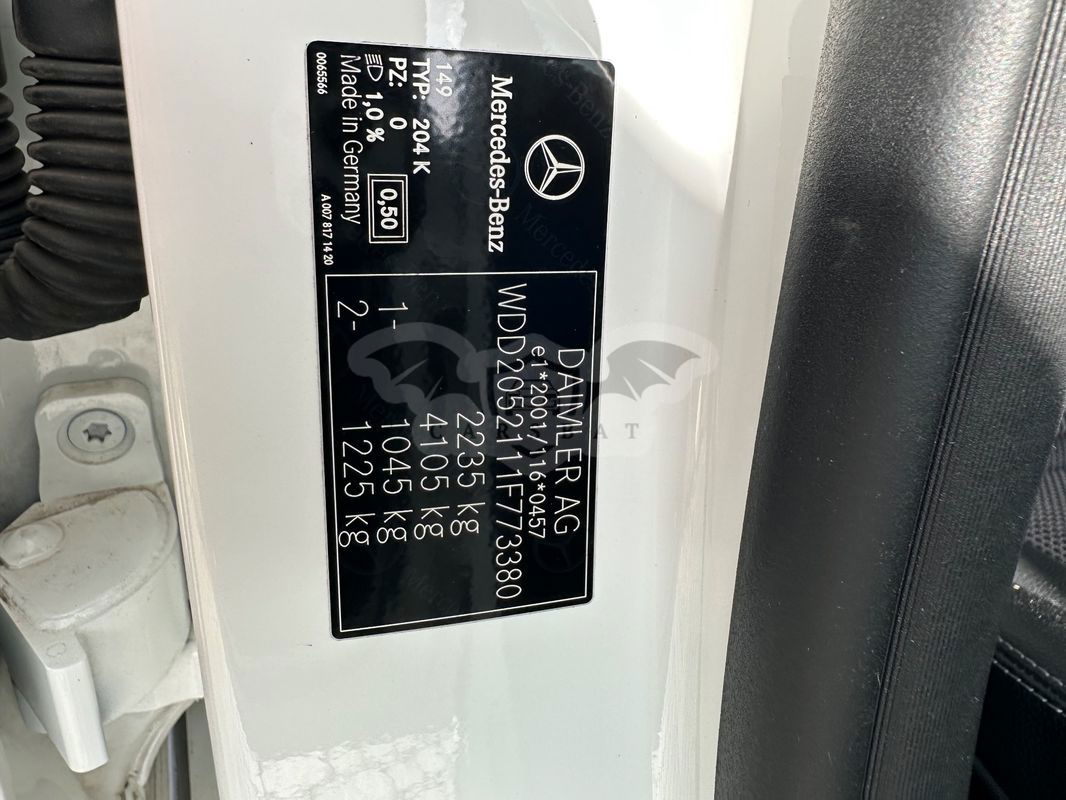 Mercedes-Benz
149
TYP: 204 K
PZ: 0
1,0 %
0,50
Made in Germany
0065566
A 007 817 14 20
DAIMLER AG
e1*2001/116*0457
WDD2052111F773380
2235 kg
4105 kg
1- 1045 kg
2- 1225 kg
CARSBAT